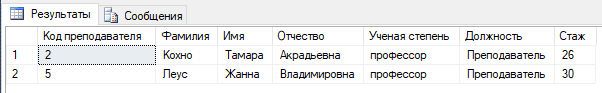 Результаты Сообщения
Код преподавателя Фамилия Имя Отчество Ученая степень Должность Стаж
1 2 Кохно Тамара Акрадьевна профессор Преподаватель 26
2 5 Леус Жанна Владимировна профессор Преподаватель 30